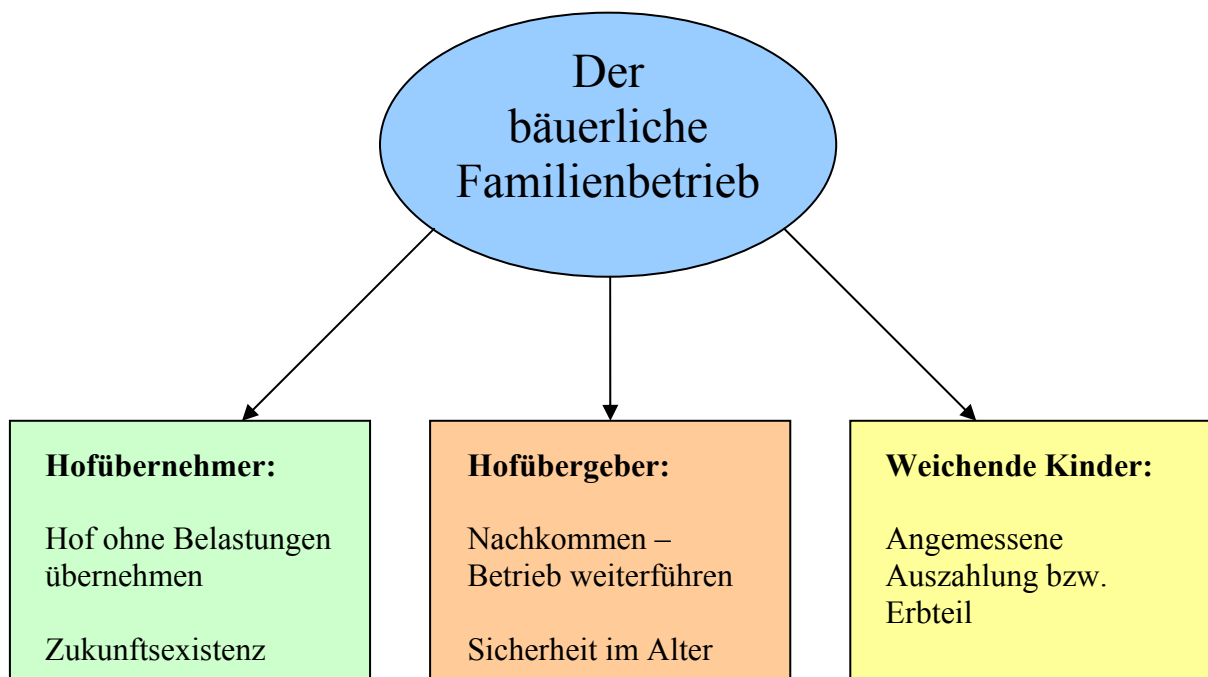 Der
bäuerliche
Familienbetrieb
Hofübernehmer:
Hof ohne Belastungen
übernehmen
Zukunftsexistenz
Hofübergeber:
Nachkommen –
Betrieb weiterführen
Sicherheit im Alter
Weichende Kinder:
Angemessene
Auszahlung bzw.
Erbteil